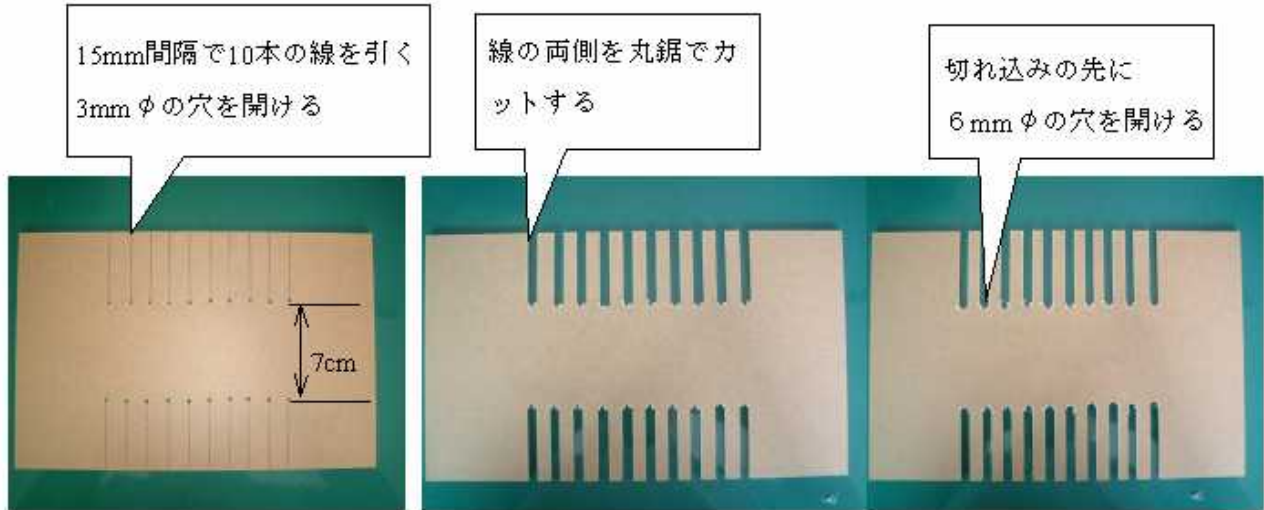 15mm間隔で10本の線を引く
3mmφの穴を開ける
線の両側を丸鋸でカ
ットする
切れ込みの先に
６mmφの穴を開ける
7cm